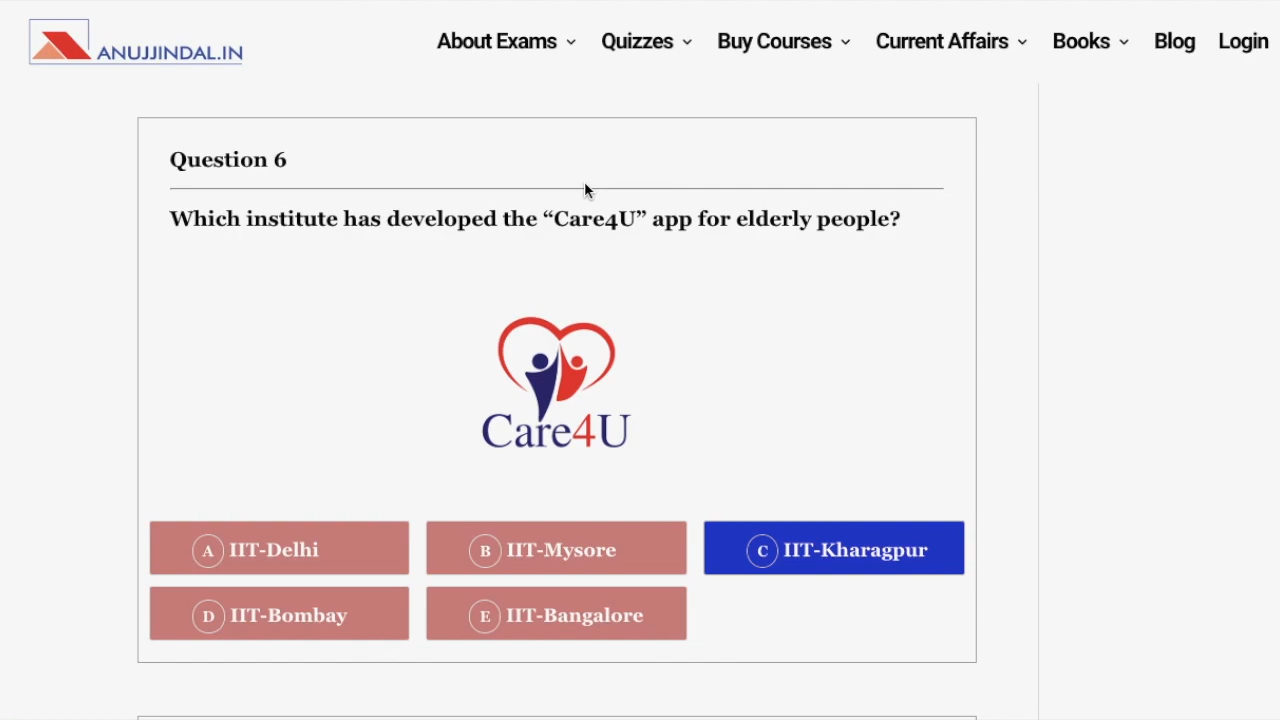 ANUJJINDAL.IN
About Exams Quizzes Buy Courses Current Affairs Books Blog Login
Question 6
Which institute has developed the “Care4U” app for elderly people?
Care4U
A IIT-Delhi B IIT-Mysore C IIT-Kharagpur
D IIT-Bombay E IIT-Bangalore